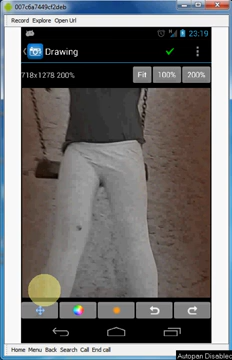 007c6a7449cf2deb
Record Explore Open Url
23:19
Drawing
718x1278 200%
Fit 100% 200%
Home Menu Back Search Call End call
Autopan Disabled